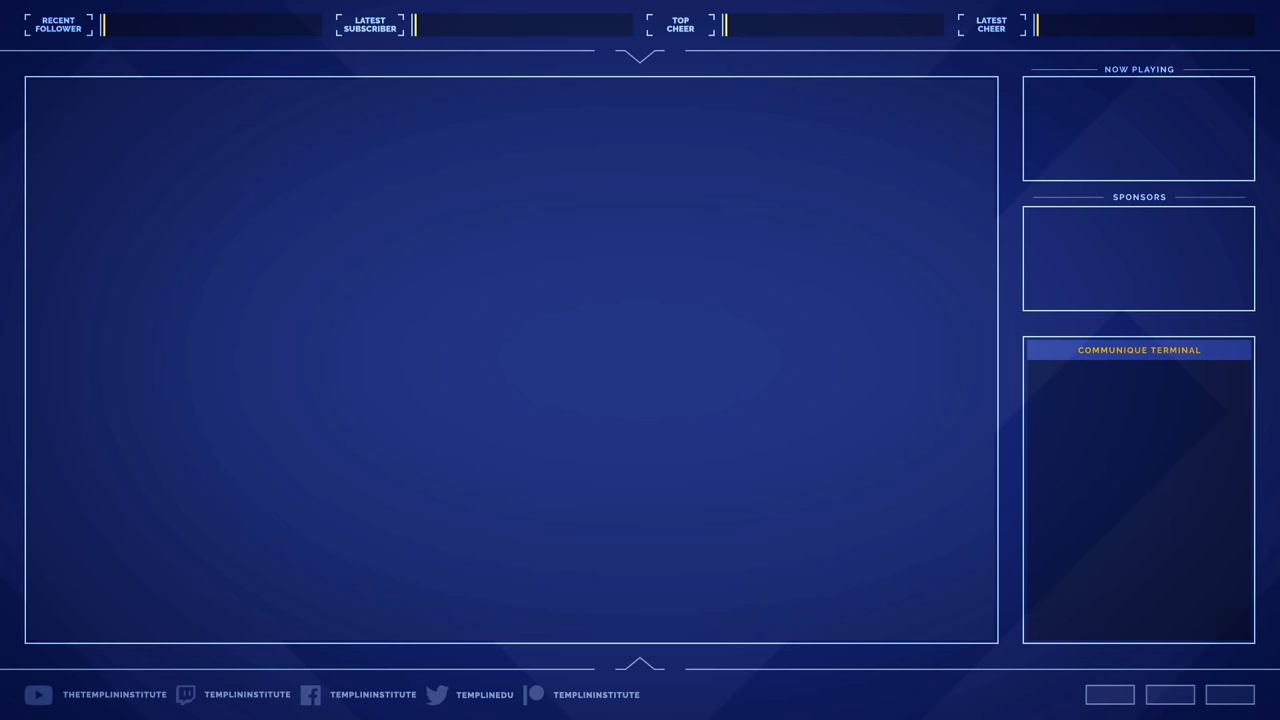 RECENT
FOLLOWER
LATEST
SUBSCRIBER
TOP
CHEER
LATEST
CHEER
NOW PLAYING
SPONSORS
COMMUNIQUE TERMINAL
THETEMPLININSTITUTE
TEMPLININSTITUTE
TEMPLININSTITUTE
TEMPLINEDU
TEMPLININSTITUTE